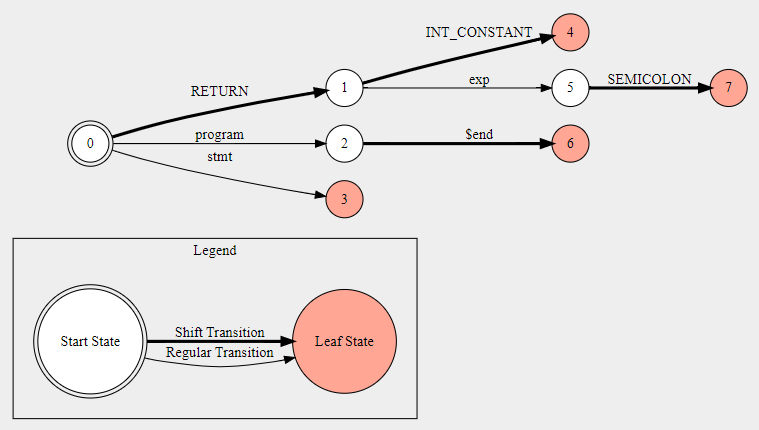 INT_CONSTANT
4
RETURN
1
exp
5
SEMICOLON
7
0
program
2
$end
6
stmt
3
Legend
Start State
Shift Transition
Regular Transition
Leaf State